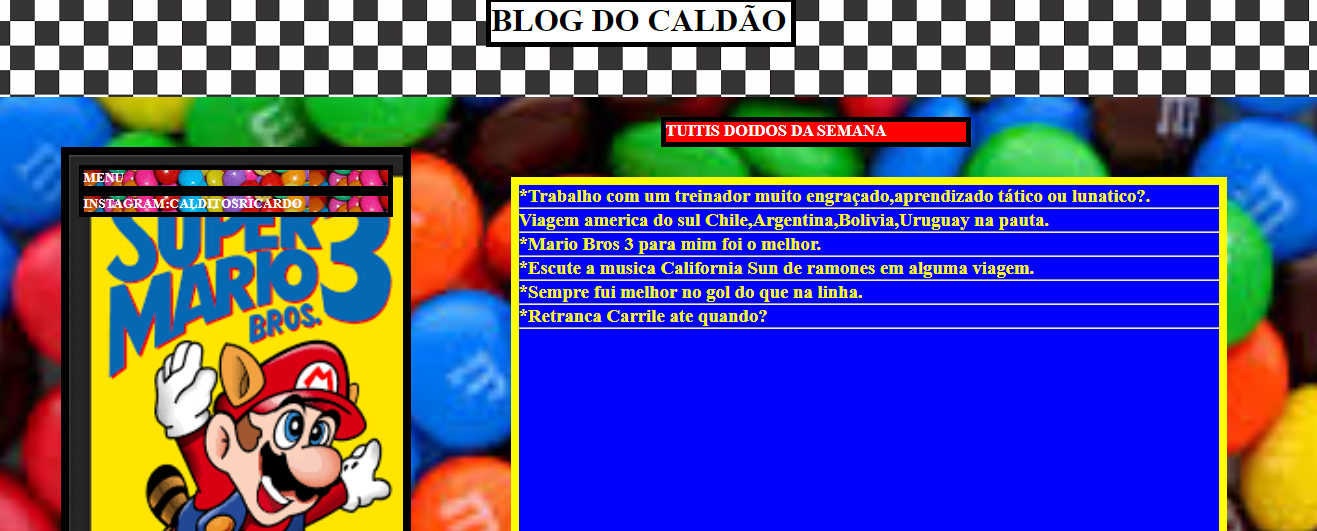 BLOG DO CALDÃO
TUITIS DOIDOS DA SEMANA
MENU
INSTAGRAM:CALDITOSRICARDO
SUPER
MARIO 3
BROS.
M
*Trabalho com um treinador muito engraçado,aprendizado tático ou lunatico?.
Viagem america do sul Chile,Argentina,Bolivia,Uruguay na pauta.
*Mario Bros 3 para mim foi o melhor.
*Escute a musica California Sun de ramones em alguma viagem.
*Sempre fui melhor no gol do que na linha.
*Retranca Carrile ate quando?
m
m
m
m
m